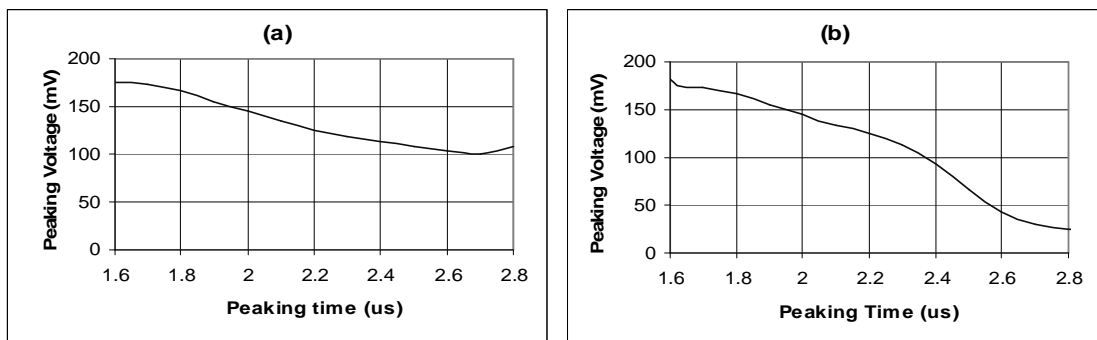 (a)
Peaking Voltage (mV)
200
150
100
50
0
1.6 1.8 2 2.2 2.4 2.6 2.8
Peaking time (us)
(b)
Peaking Voltage (mV)
200
150
100
50
0
1.6 1.8 2 2.2 2.4 2.6 2.8
Peaking Time (us)